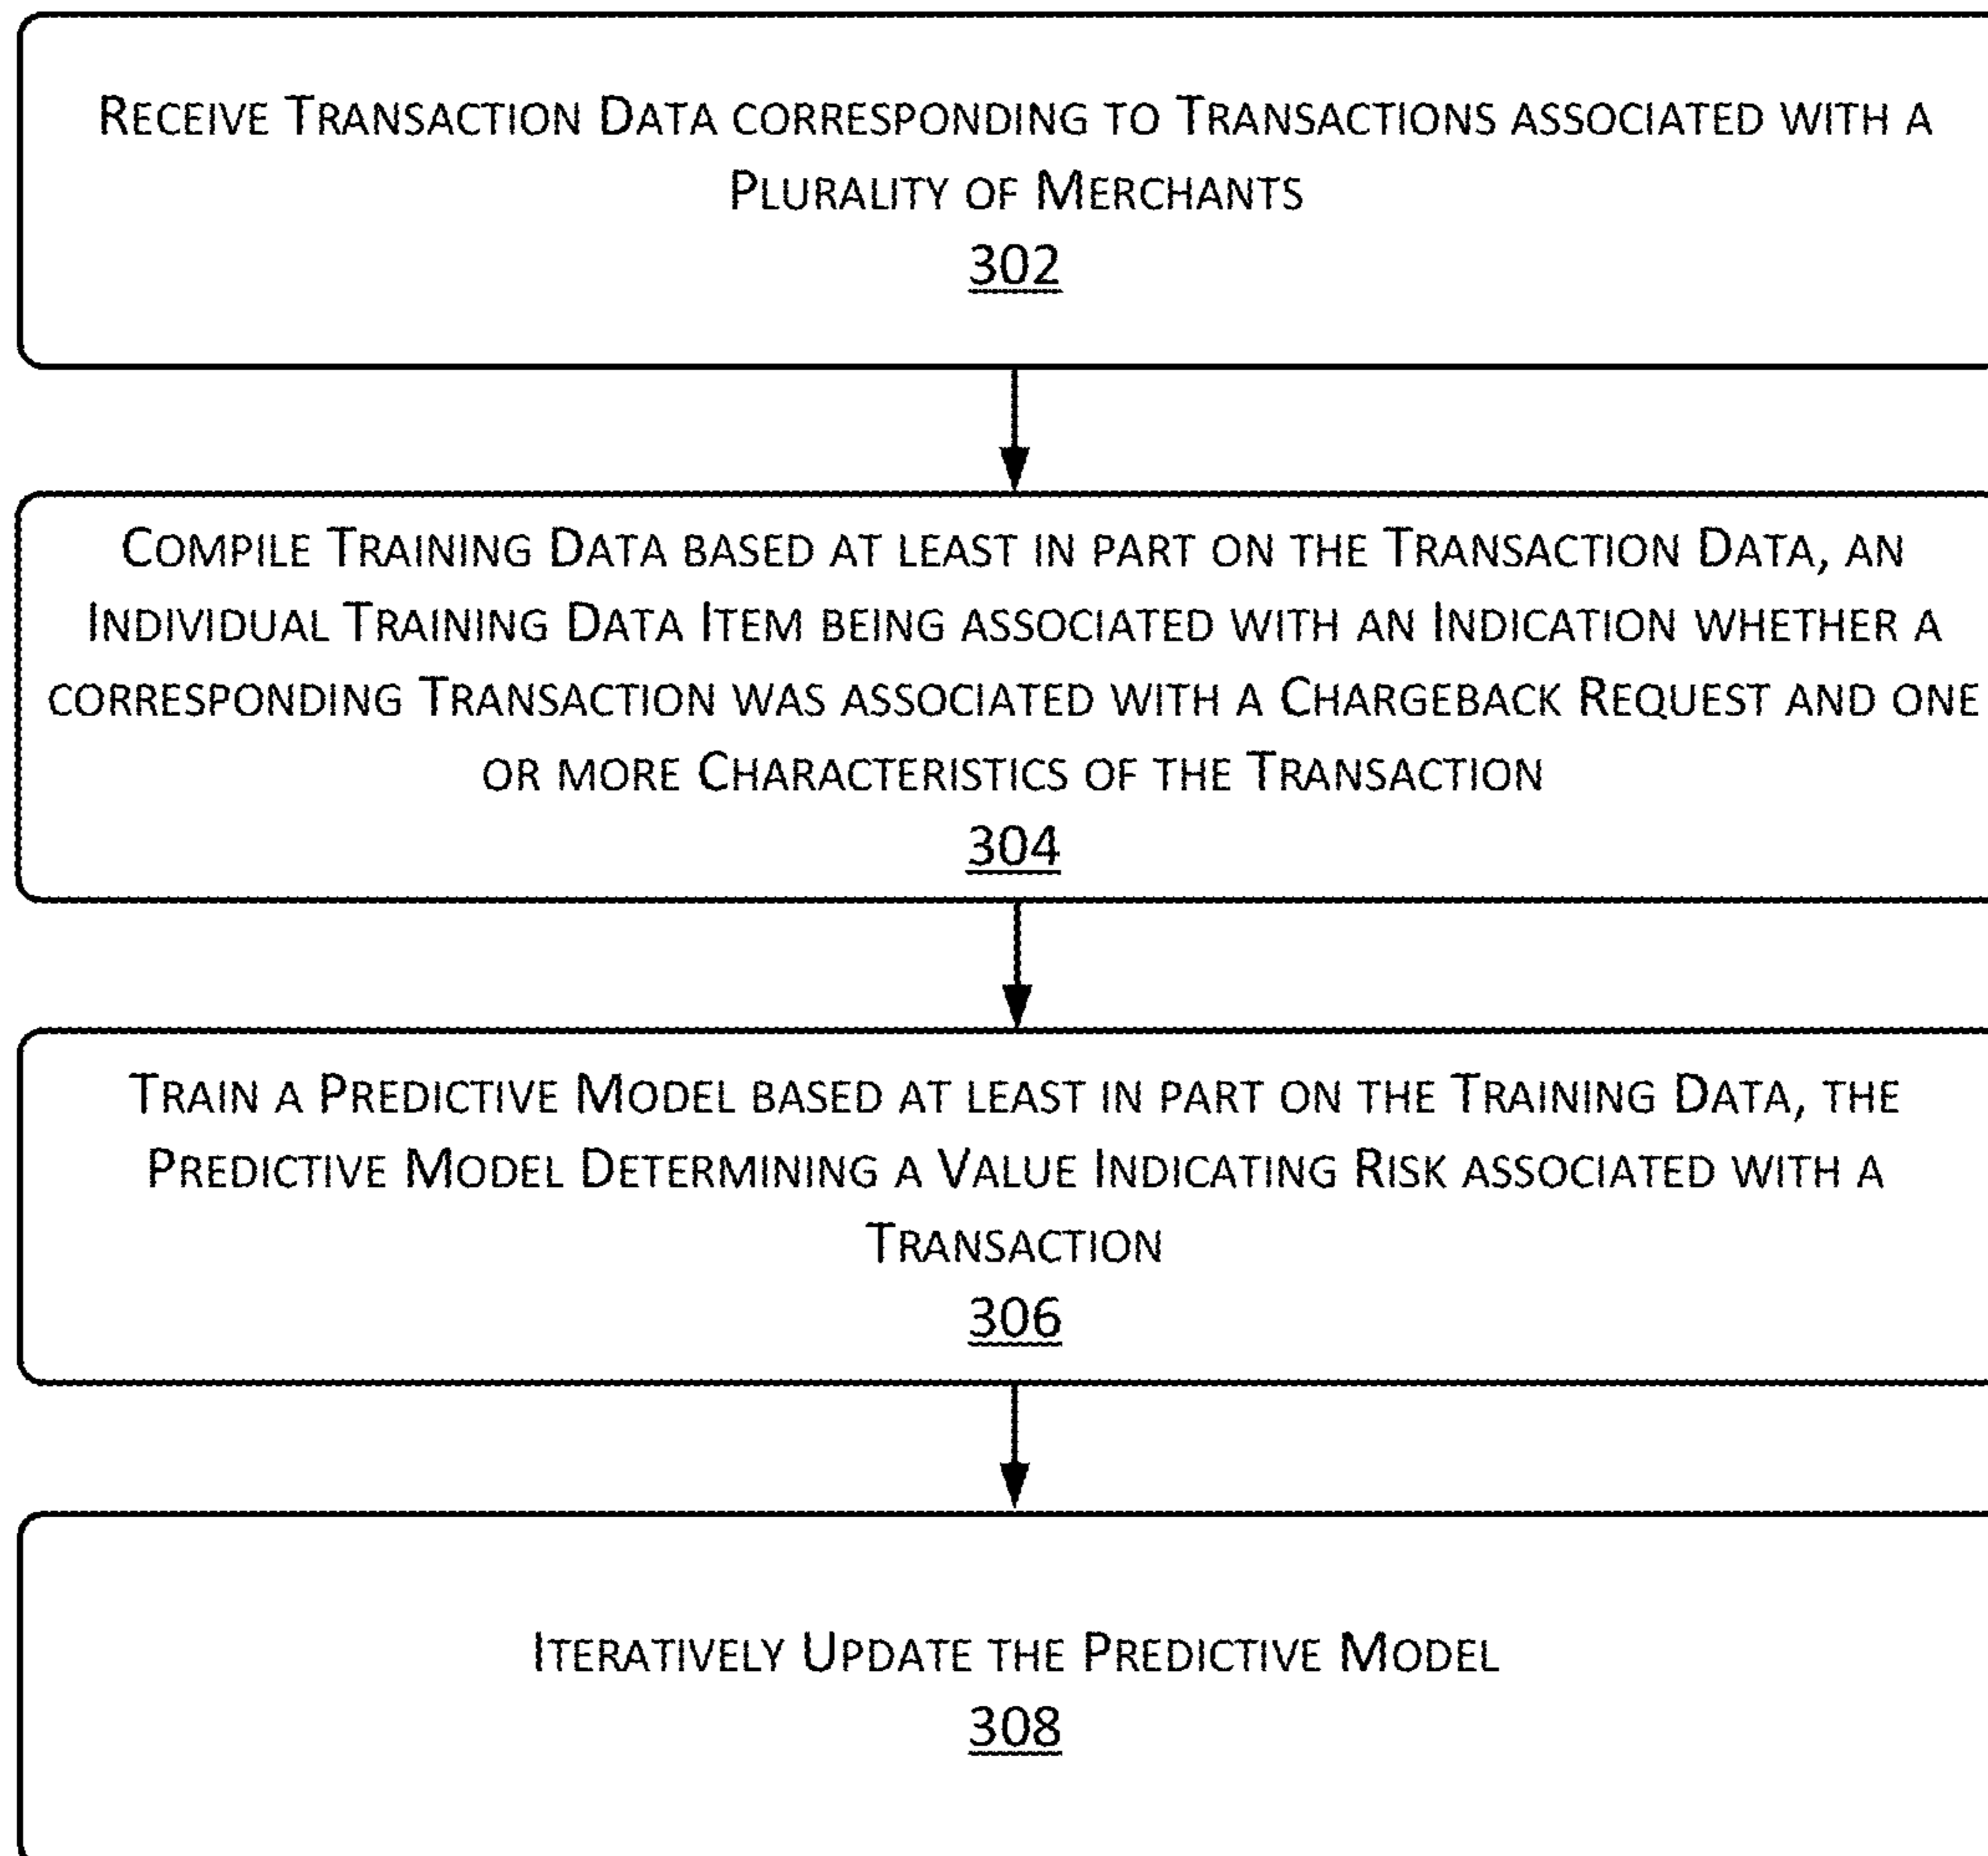 Receive Transaction Data corresponding to Transactions associated with a
Plurality of Merchants
302
Compile Training Data based at least in part on the Transaction Data, an
Individual Training Data Item being associated with an Indication whether a
corresponding Transaction was associated with a Chargeback Request and one
or more Characteristics of the Transaction
304
Train a Predictive Model based at least in part on the Training Data, the
Predictive Model Determining a Value Indicating Risk associated with a
Transaction
306
Iteratively Update the Predictive Model
308